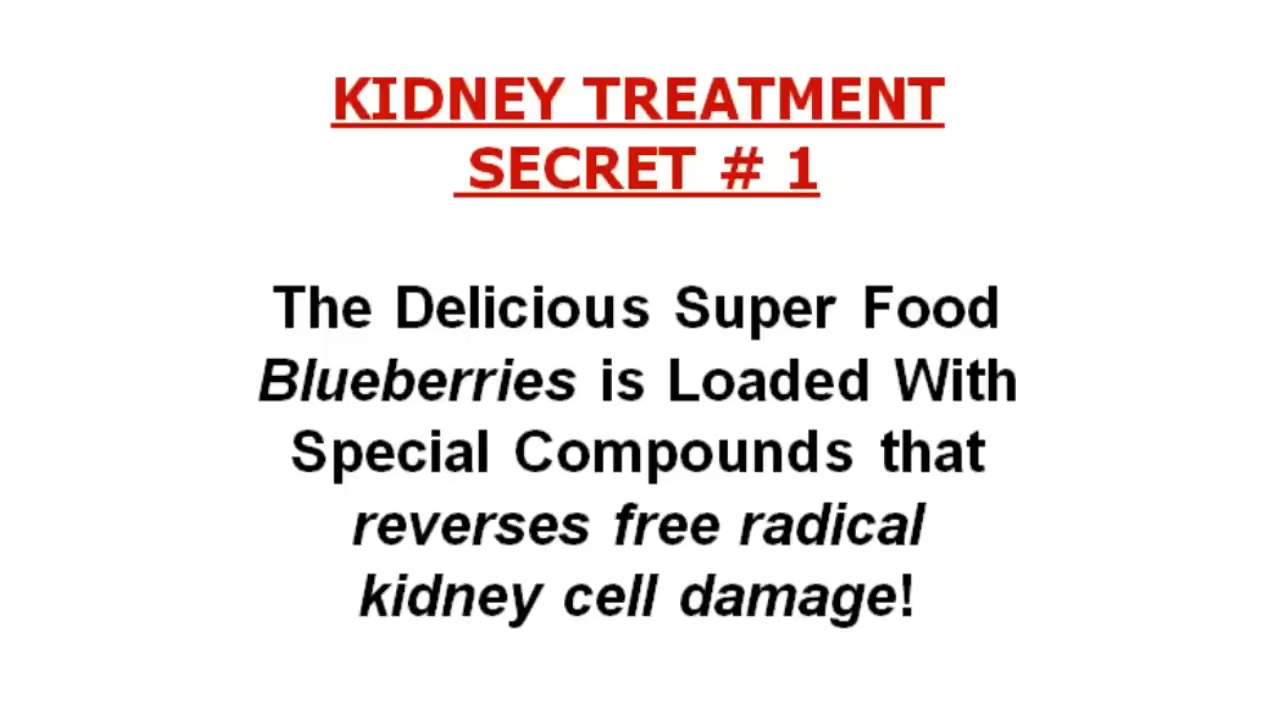 KIDNEY TREATMENT
SECRET # 1
The Delicious Super Food
Blueberries is Loaded With
Special Compounds that
reverses free radical
kidney cell damage!